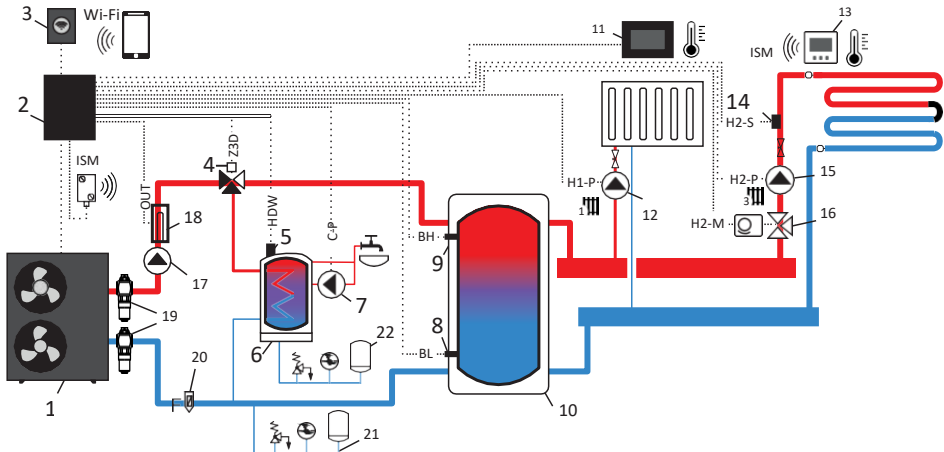 3
Wi-Fi
11
13
ISM
2
14
H2-S
4
Z3D
ISM
OUT
HDW
C-P
H1-P
1
12
H2-P
15
3
H2-M
16
18
5
BH
9
17
7
19
6
22
8
BL
20
1
10
21